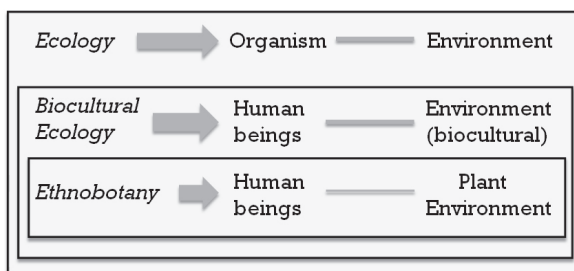 Ecology Organism Environment
Biocultural Human Environment
Ecology beings (biocultural)
Ethnobotany Human Plant
beings Environment